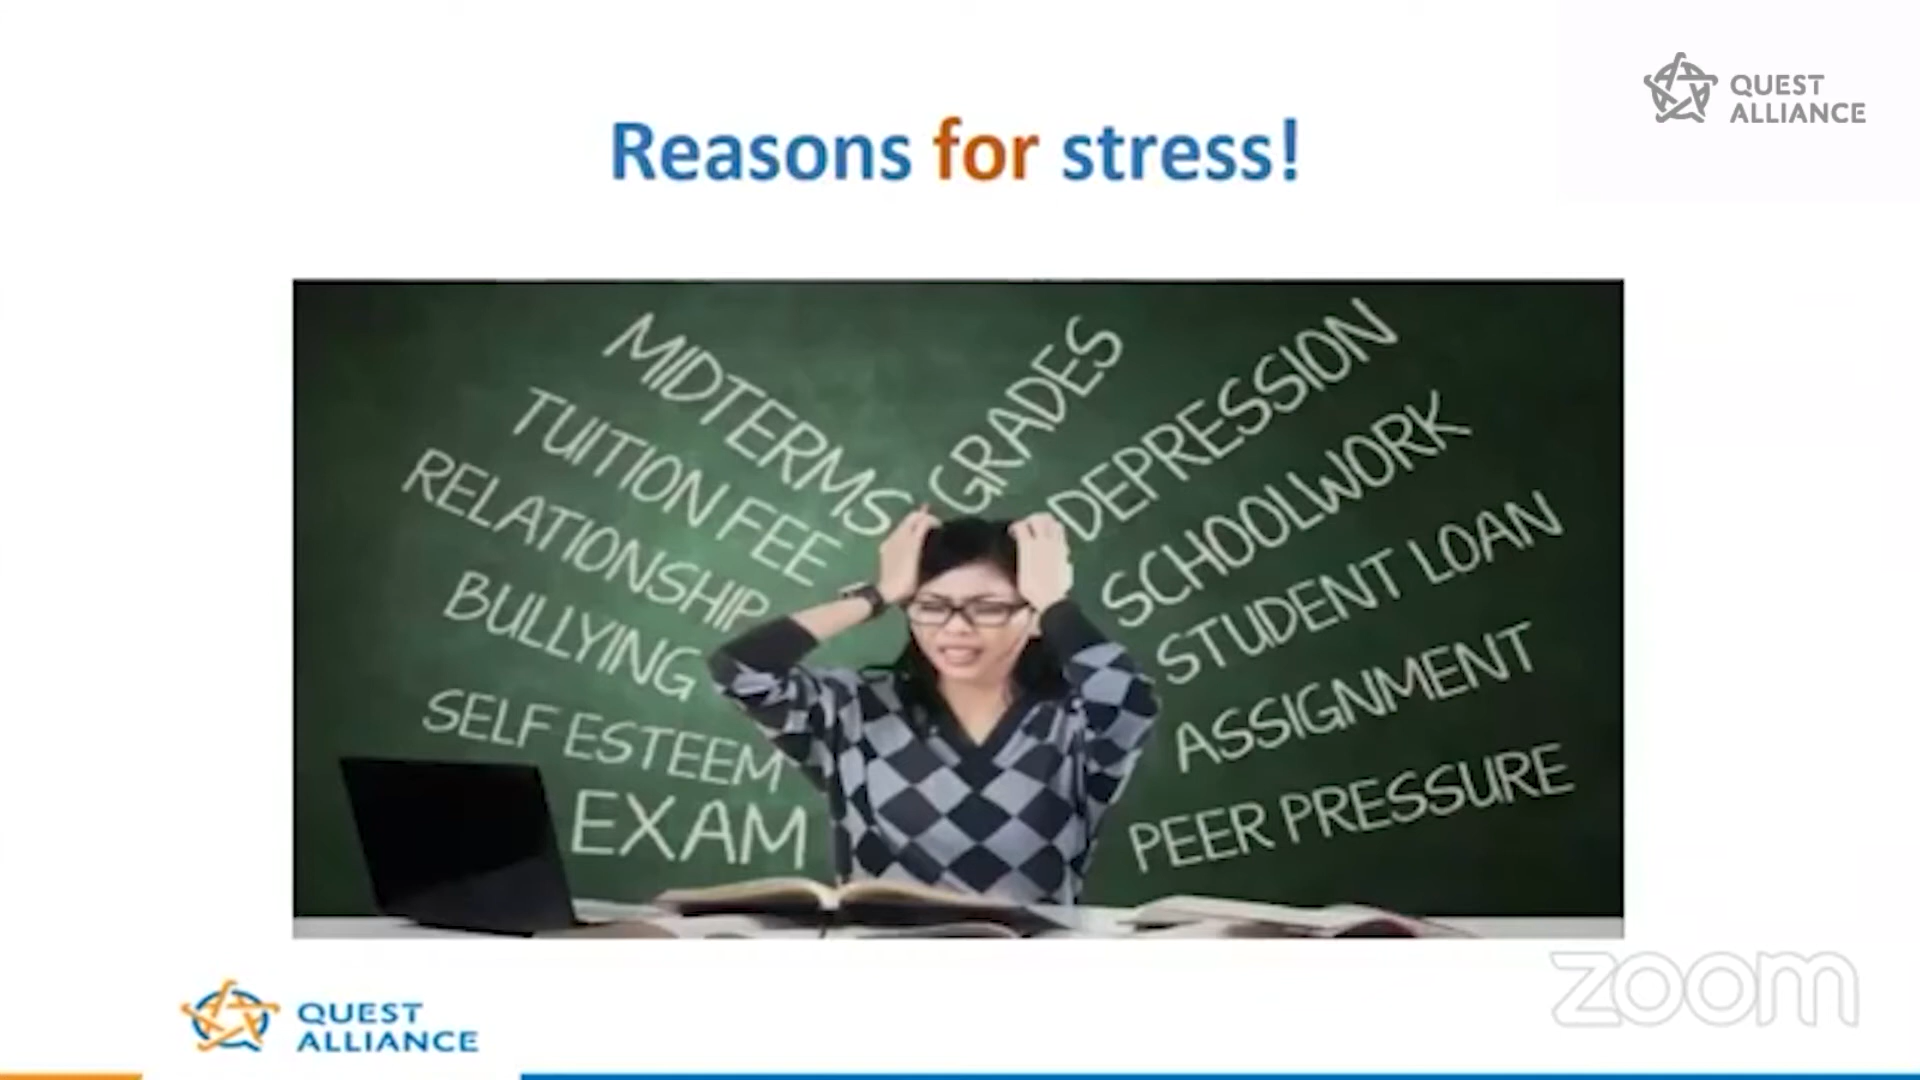 QUEST
ALLIANCE
Reasons for stress!
MIDTERMS
GRADES
DEPRESSION
TUITION FEE
SCHOOLWORK
RELATIONSHIP
STUDENT LOAN
BULLYING
ASSIGNMENT
SELF ESTEEM
PEER PRESSURE
EXAM
zoom
QUEST
ALLIANCE